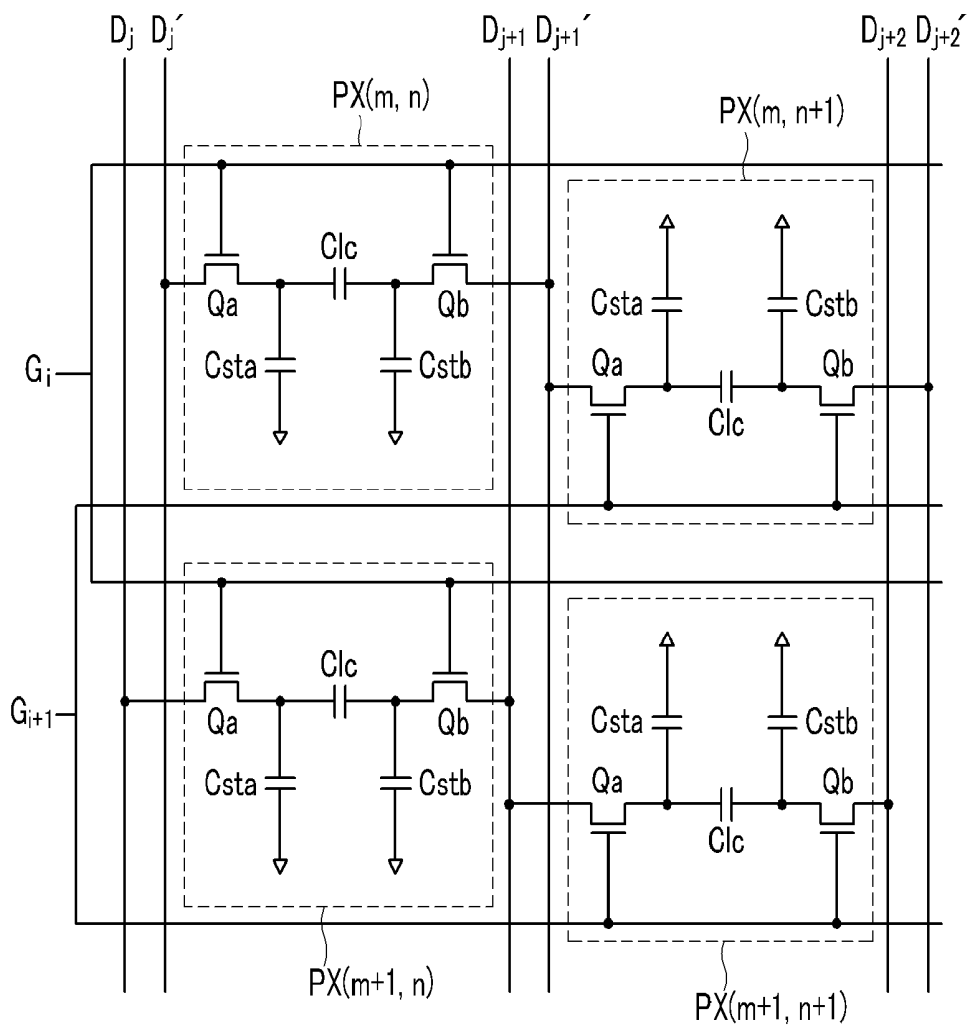 Dj Dj′ Dj+1 Dj+1′ Dj+2 Dj+2′
PX(m, n)
PX(m, n+1)
Clc
Qa
Qb
Csta
Cstb
Csta
Cstb
Gi
Qa
Qb
Clc
Clc
Qa
Qb
Csta
Cstb
Gi+1
Csta
Cstb
Qa
Qb
Clc
PX(m+1, n)
PX(m+1, n+1)